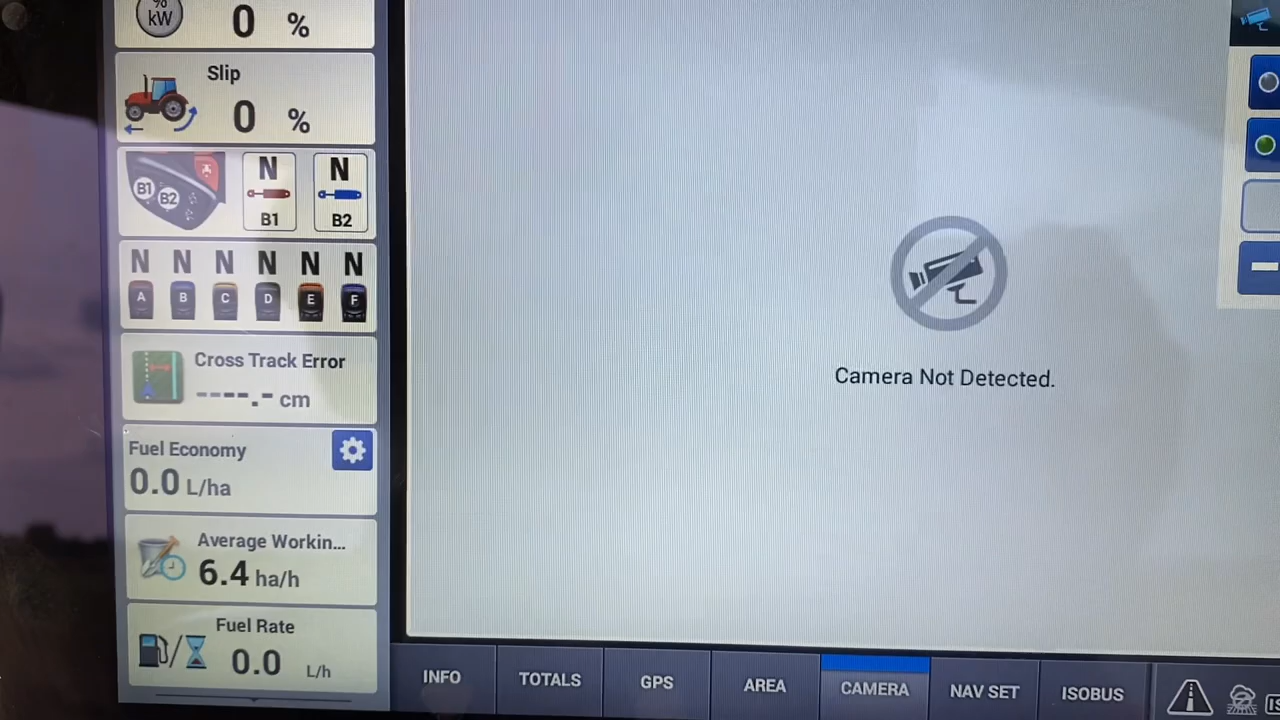 %
kW
0 %
Slip
0 %
B1 B2
N N
B1 B2
N N N N N N
A B C D E F
Cross Track Error
----.- cm
Fuel Economy
0.0 L/ha
Average Workin...
6.4 ha/h
Fuel Rate
0.0 L/h
Camera Not Detected.
INFO TOTALS GPS AREA CAMERA NAV SET ISOBUS